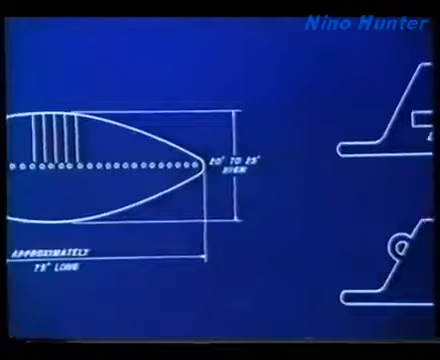 Nino Hunter
20' TO 25'
HIGH
APPROXIMATELY
75' LONG